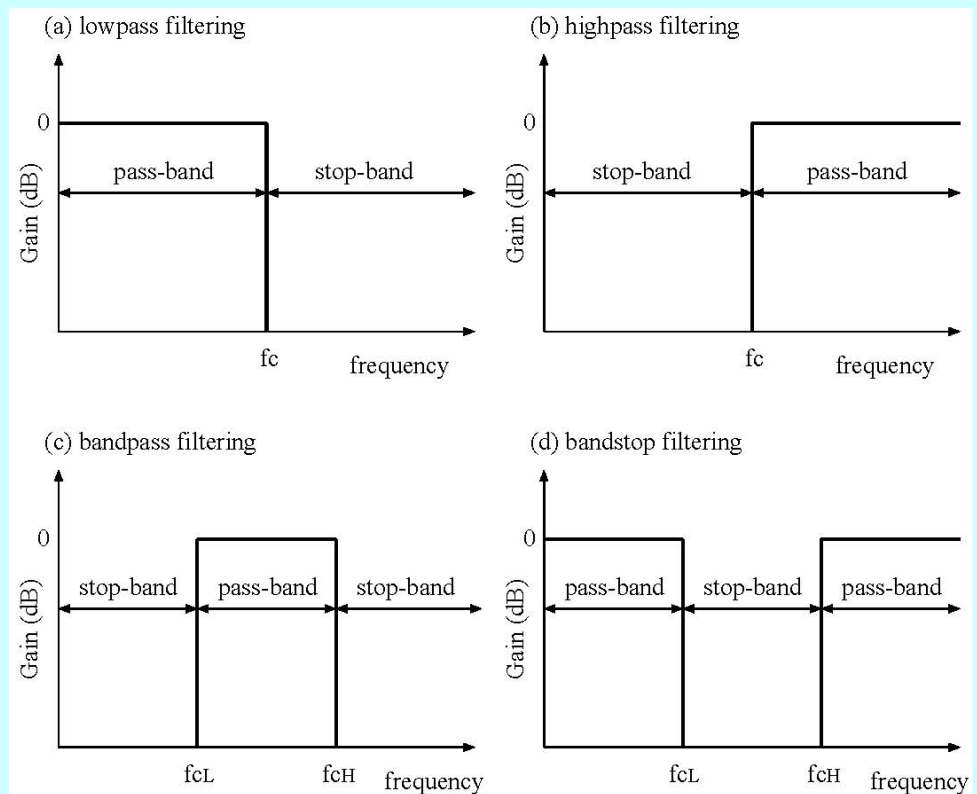 (a) lowpass filtering
0
pass-band
stop-band
Gain (dB)
fc
frequency
(b) highpass filtering
0
stop-band
pass-band
Gain (dB)
fc
frequency
(c) bandpass filtering
0
stop-band
pass-band
stop-band
Gain (dB)
fcL
fcH
frequency
(d) bandstop filtering
0
pass-band
stop-band
pass-band
Gain (dB)
fcL
fcH
frequency